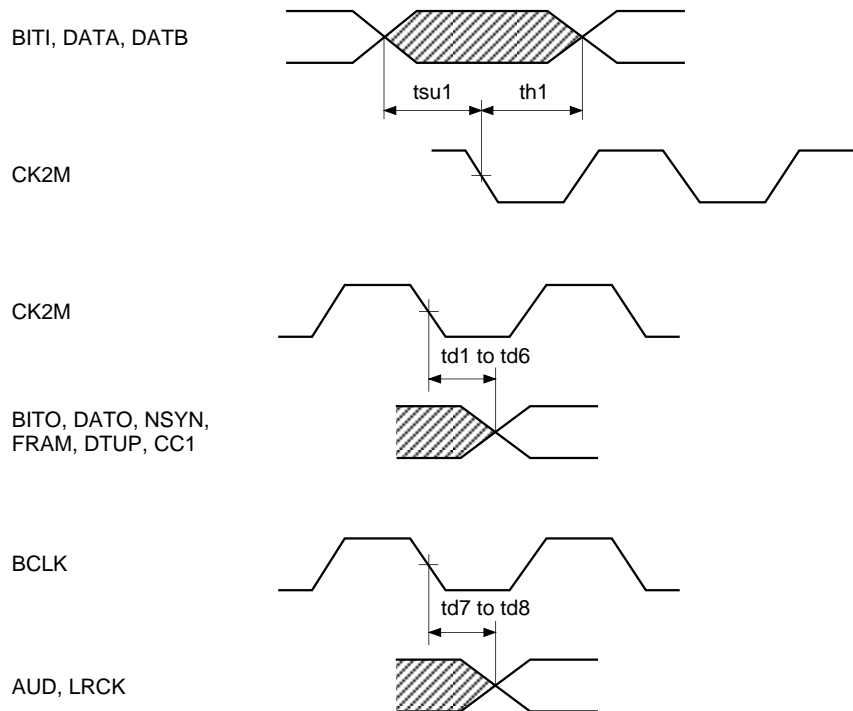 BITI, DATA, DATB
tsu1 th1
CK2M
CK2M
td1 to td6
BITO, DATO, NSYN,
FRAM, DTUP, CC1
BCLK
td7 to td8
AUD, LRCK